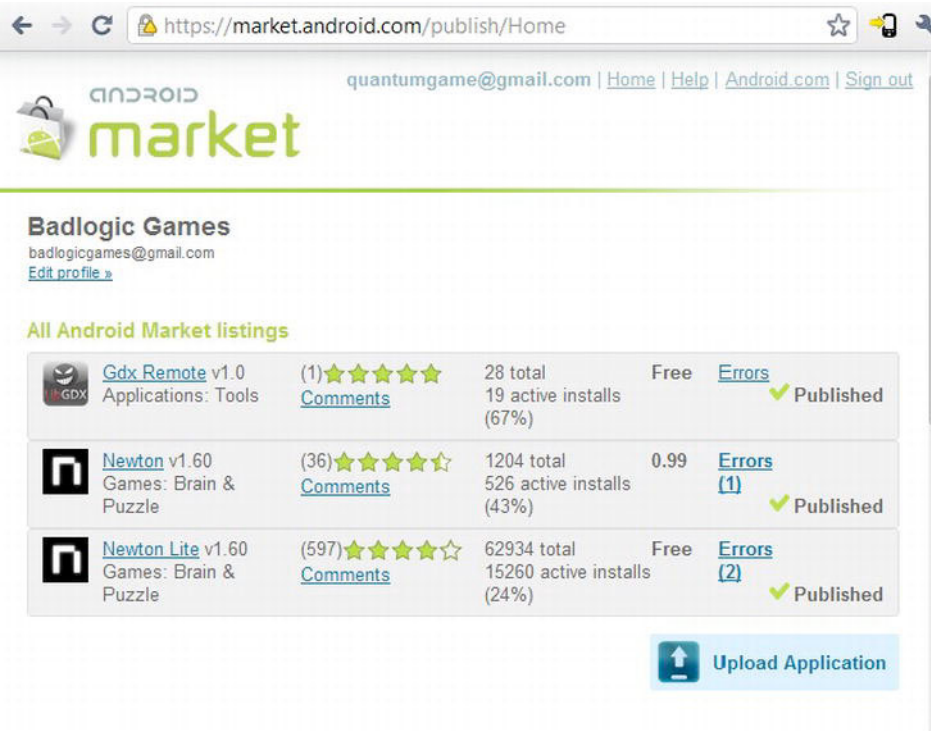 https://market.android.com/publish/Home
quantumgame@gmail.com | Home | Help | Android.com | Sign out
android
market
Badlogic Games
badlogicgames@gmail.com
Edit profile »
All Android Market listings
Gdx Remote v1.0 (1) 28 total Free Errors
libGDX Applications: Tools Comments 19 active installs Published
(67%)
Newton v1.60 (36) 1204 total 0.99 Errors
n Games: Brain & Comments 526 active installs (1)
Puzzle (43%) Published
Newton Lite v1.60 (597) 62934 total Free Errors
n Games: Brain & Comments 15260 active installs (2)
Puzzle (24%) Published
Upload Application